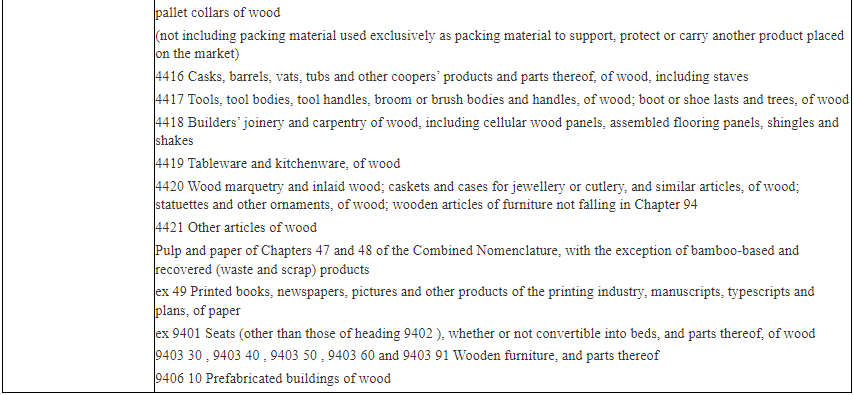 pallet collars of wood
(not including packing material used exclusively as packing material to support, protect or carry another product placed
on the market)
4416 Casks, barrels, vats, tubs and other coopers’ products and parts thereof, of wood, including staves
4417 Tools, tool bodies, tool handles, broom or brush bodies and handles, of wood; boot or shoe lasts and trees, of wood
4418 Builders’ joinery and carpentry of wood, including cellular wood panels, assembled flooring panels, shingles and
shakes
4419 Tableware and kitchenware, of wood
4420 Wood marquetry and inlaid wood; caskets and cases for jewellery or cutlery, and similar articles, of wood;
statuettes and other ornaments, of wood; wooden articles of furniture not falling in Chapter 94
4421 Other articles of wood
Pulp and paper of Chapters 47 and 48 of the Combined Nomenclature, with the exception of bamboo-based and
recovered (waste and scrap) products
ex 49 Printed books, newspapers, pictures and other products of the printing industry, manuscripts, typescripts and
plans, of paper
ex 9401 Seats (other than those of heading 9402 ), whether or not convertible into beds, and parts thereof, of wood
9403 30 , 9403 40 , 9403 50 , 9403 60 and 9403 91 Wooden furniture, and parts thereof
9406 10 Prefabricated buildings of wood